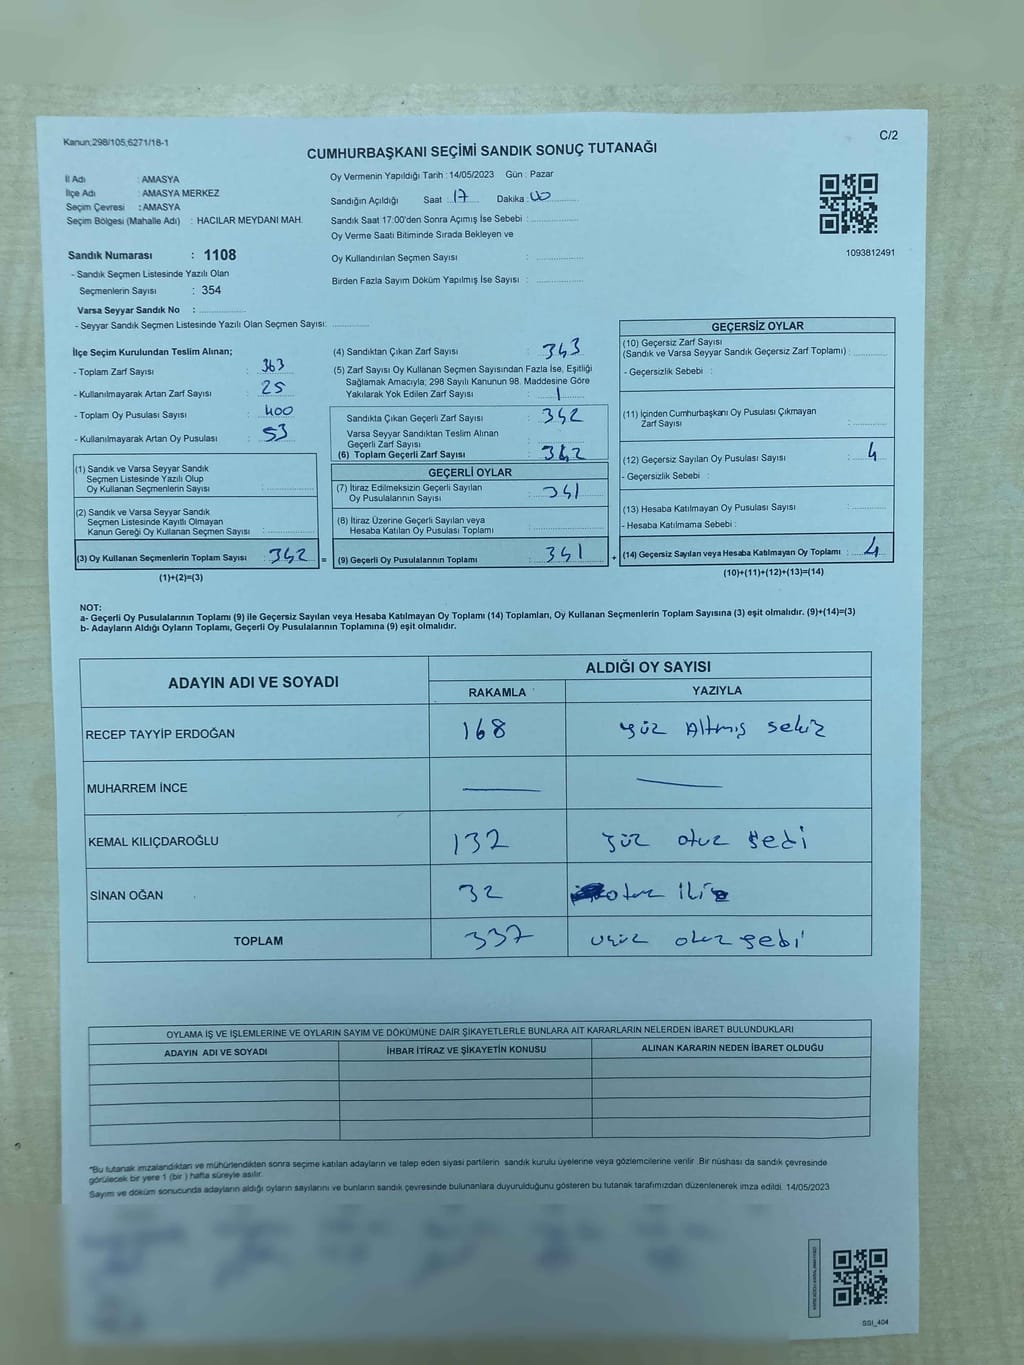 Kanun:298/105,6271/18-1
C/2
CUMHURBAŞKANI SEÇİMİ SANDIK SONUÇ TUTANAĞI
İl Adı : AMASYA
İlçe Adı : AMASYA MERKEZ
Seçim Çevresi : AMASYA
Seçim Bölgesi (Mahalle Adı) : HACILAR MEYDANI MAH.
Sandık Numarası : 1108
- Sandık Seçmen Listesinde Yazılı Olan
Seçmenlerin Sayısı : 354
Varsa Seyyar Sandık No :
- Seyyar Sandık Seçmen Listesinde Yazılı Olan Seçmen Sayısı:
Oy Vermenin Yapıldığı Tarih : 14/05/2023 Gün : Pazar
Sandığın Açıldığı Saat 17 Dakika
Sandık Saat 17:00'den Sonra Açımış İse Sebebi :
Oy Verme Saati Bitiminde Sırada Bekleyen ve
Oy Kullandırılan Seçmen Sayısı :
Birden Fazla Sayım Döküm Yapılmış İse Sayısı :
1093812491
İlçe Seçim Kurulundan Teslim Alınan;
- Toplam Zarf Sayısı : 363
- Kullanılmayarak Artan Zarf Sayısı : 25
- Toplam Oy Pusulası Sayısı : 400
- Kullanılmayarak Artan Oy Pusulası : 53
(1) Sandık ve Varsa Seyyar Sandık
Seçmen Listesinde Yazılı Olup
Oy Kullanan Seçmenlerin Sayısı :
(2) Sandık ve Varsa Seyyar Sandık
Seçmen Listesinde Kayıtlı Olmayan
Kanun Gereği Oy Kullanan Seçmen Sayısı :
(3) Oy Kullanan Seçmenlerin Toplam Sayısı : 342 =
(1)+(2)=(3)
(4) Sandıktan Çıkan Zarf Sayısı : 343
(5) Zarf Sayısı Oy Kullanan Seçmen Sayısından Fazla İse, Eşitliği
Sağlamak Amacıyla; 298 Sayılı Kanunun 98. Maddesine Göre
Yakılarak Yok Edilen Zarf Sayısı : 1
Sandıkta Çıkan Geçerli Zarf Sayısı : 342
Varsa Seyyar Sandıktan Teslim Alınan
Geçerli Zarf Sayısı :
(6) Toplam Geçerli Zarf Sayısı : 342
GEÇERLİ OYLAR
(7) İtiraz Edilmeksizin Geçerli Sayılan
Oy Pusulalarının Sayısı : 341
(8) İtiraz Üzerine Geçerli Sayılan veya
Hesaba Katılan Oy Pusulası Toplamı :
(9) Geçerli Oy Pusulalarının Toplamı : 341 +
GEÇERSİZ OYLAR
(10) Geçersiz Zarf Sayısı
(Sandık ve Varsa Seyyar Sandık Geçersiz Zarf Toplamı) :
- Geçersizlik Sebebi :
(11) İçinden Cumhurbaşkanı Oy Pusulası Çıkmayan
Zarf Sayısı :
(12) Geçersiz Sayılan Oy Pusulası Sayısı : 4
- Geçersizlik Sebebi :
(13) Hesaba Katılmayan Oy Pusulası Sayısı :
- Hesaba Katılmama Sebebi :
(14) Geçersiz Sayılan veya Hesaba Katılmayan Oy Toplamı : 4
(10)+(11)+(12)+(13)=(14)
NOT:
a- Geçerli Oy Pusulalarının Toplamı (9) ile Geçersiz Sayılan veya Hesaba Katılmayan Oy Toplamı (14) Toplamları, Oy Kullanan Seçmenlerin Toplam Sayısına (3) eşit olmalıdır. (9)+(14)=(3)
b- Adayların Aldığı Oyların Toplamı, Geçerli Oy Pusulalarının Toplamına (9) eşit olmalıdır.
ADAYIN ADI VE SOYADI
ALDIĞI OY SAYISI
RAKAMLA YAZIYLA
RECEP TAYYİP ERDOĞAN 168 yüz Altmış sekiz
MUHARREM İNCE
KEMAL KILIÇDAROĞLU 132 yüz otuz yedi
SİNAN OĞAN 32 otuz
TOPLAM 337 üçyüz otuz yedi
OYLAMA İŞ VE İŞLEMLERİNE VE OYLARIN SAYIM VE DÖKÜMÜNE DAİR ŞİKAYETLERLE BUNLARA AİT KARARLARIN NELERDEN İBARET BULUNDUKLARI
ADAYIN ADI VE SOYADI İHBAR İTİRAZ VE ŞİKAYETİN KONUSU ALINAN KARARIN NEDEN İBARET OLDUĞU
*Bu tutanak imzalandıktan ve mühürlendikten sonra seçime katılan adayların ve talep eden siyasi partilerin sandık kurulu üyelerine veya gözlemcilerine verilir. Bir nüshası da sandık çevresinde
görülecek bir yere 1 (bir) hafta süreyle asılır.
Sayım ve döküm sonucunda adayların aldığı oyların sayılarını ve bunların sandık çevresinde bulunanlara duyurulduğunu gösteren bu tutanak tarafımızdan düzenlenerek imza edildi. 14/05/2023
SSI_404